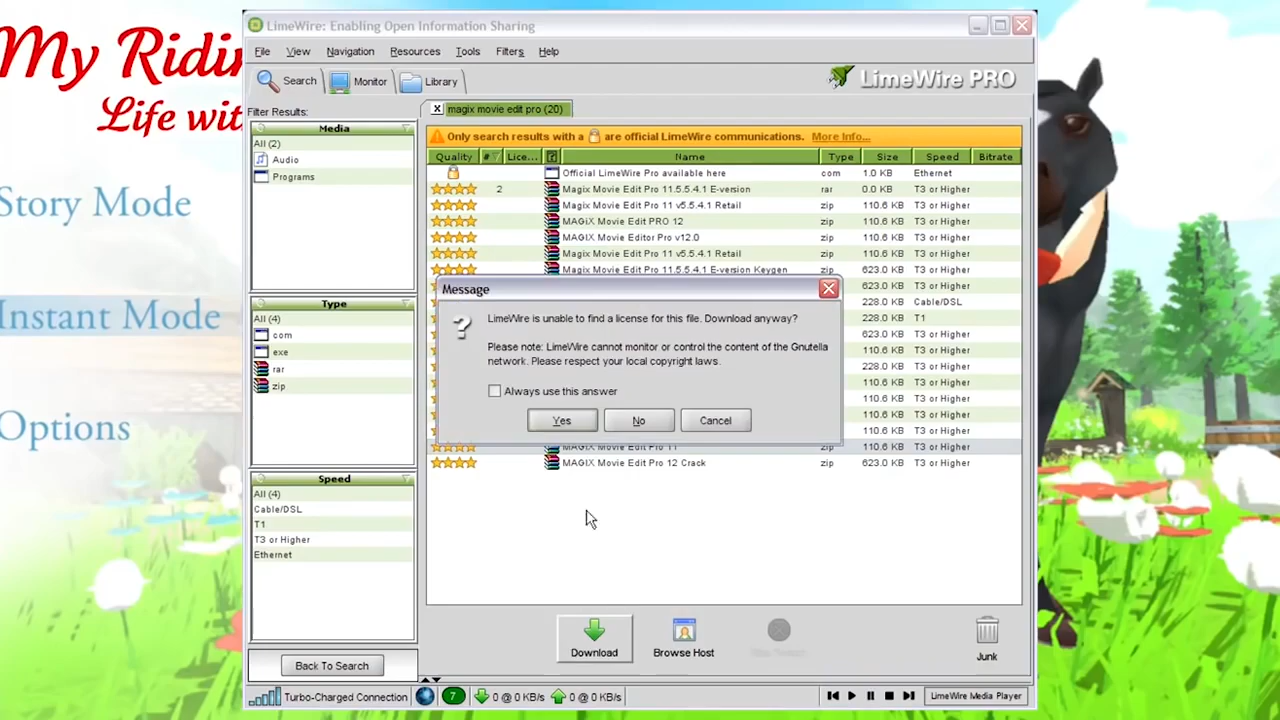 My Ridin
Life wit
Story Mode
Instant Mode
Options
LimeWire: Enabling Open Information Sharing
File View Navigation Resources Tools Filters Help
Search Monitor Library
LimeWire PRO
Filter Results:
Media
All (2)
Audio
Programs
Type
All (4)
com
exe
rar
zip
Speed
All (4)
Cable/DSL
T1
T3 or Higher
Ethernet
Back To Search
magix movie edit pro (20)
Only search results with a are official LimeWire communications. More Info...
Quality # Lice... Name Type Size Speed Bitrate
Official LimeWire Pro available here com 1.0 KB Ethernet
Magix Movie Edit Pro 11.5.5.4.1 E-version rar 0.0 KB T3 or Higher
2
Magix Movie Edit Pro 11 v5.5.4.1 Retail zip 110.6 KB T3 or Higher
MAGiX Movie Edit PRO 12 zip 110.6 KB T3 or Higher
MAGIX Movie Editor Pro v12.0 zip 110.6 KB T3 or Higher
Magix Movie Edit Pro 11 v5.5.4.1 Retail zip 110.6 KB T3 or Higher
Magix Movie Edit Pro 11.5.5.4.1 E-version Keygen zip 623.0 KB T3 or Higher
623.0 KB T3 or Higher
228.0 KB Cable/DSL
228.0 KB T1
623.0 KB T3 or Higher
110.6 KB T3 or Higher
228.0 KB T3 or Higher
110.6 KB T3 or Higher
110.6 KB T3 or Higher
110.6 KB T3 or Higher
MAGIX Movie Edit Pro 11 zip 110.6 KB T3 or Higher
MAGIX Movie Edit Pro 12 Crack zip 623.0 KB T3 or Higher
Message
LimeWire is unable to find a license for this file. Download anyway?
Please note: LimeWire cannot monitor or control the content of the Gnutella
network. Please respect your local copyright laws.
Always use this answer
Yes No Cancel
Download
Browse Host
Junk
Turbo-Charged Connection 7 0 @ 0 KB/s 0 @ 0 KB/s
LimeWire Media Player